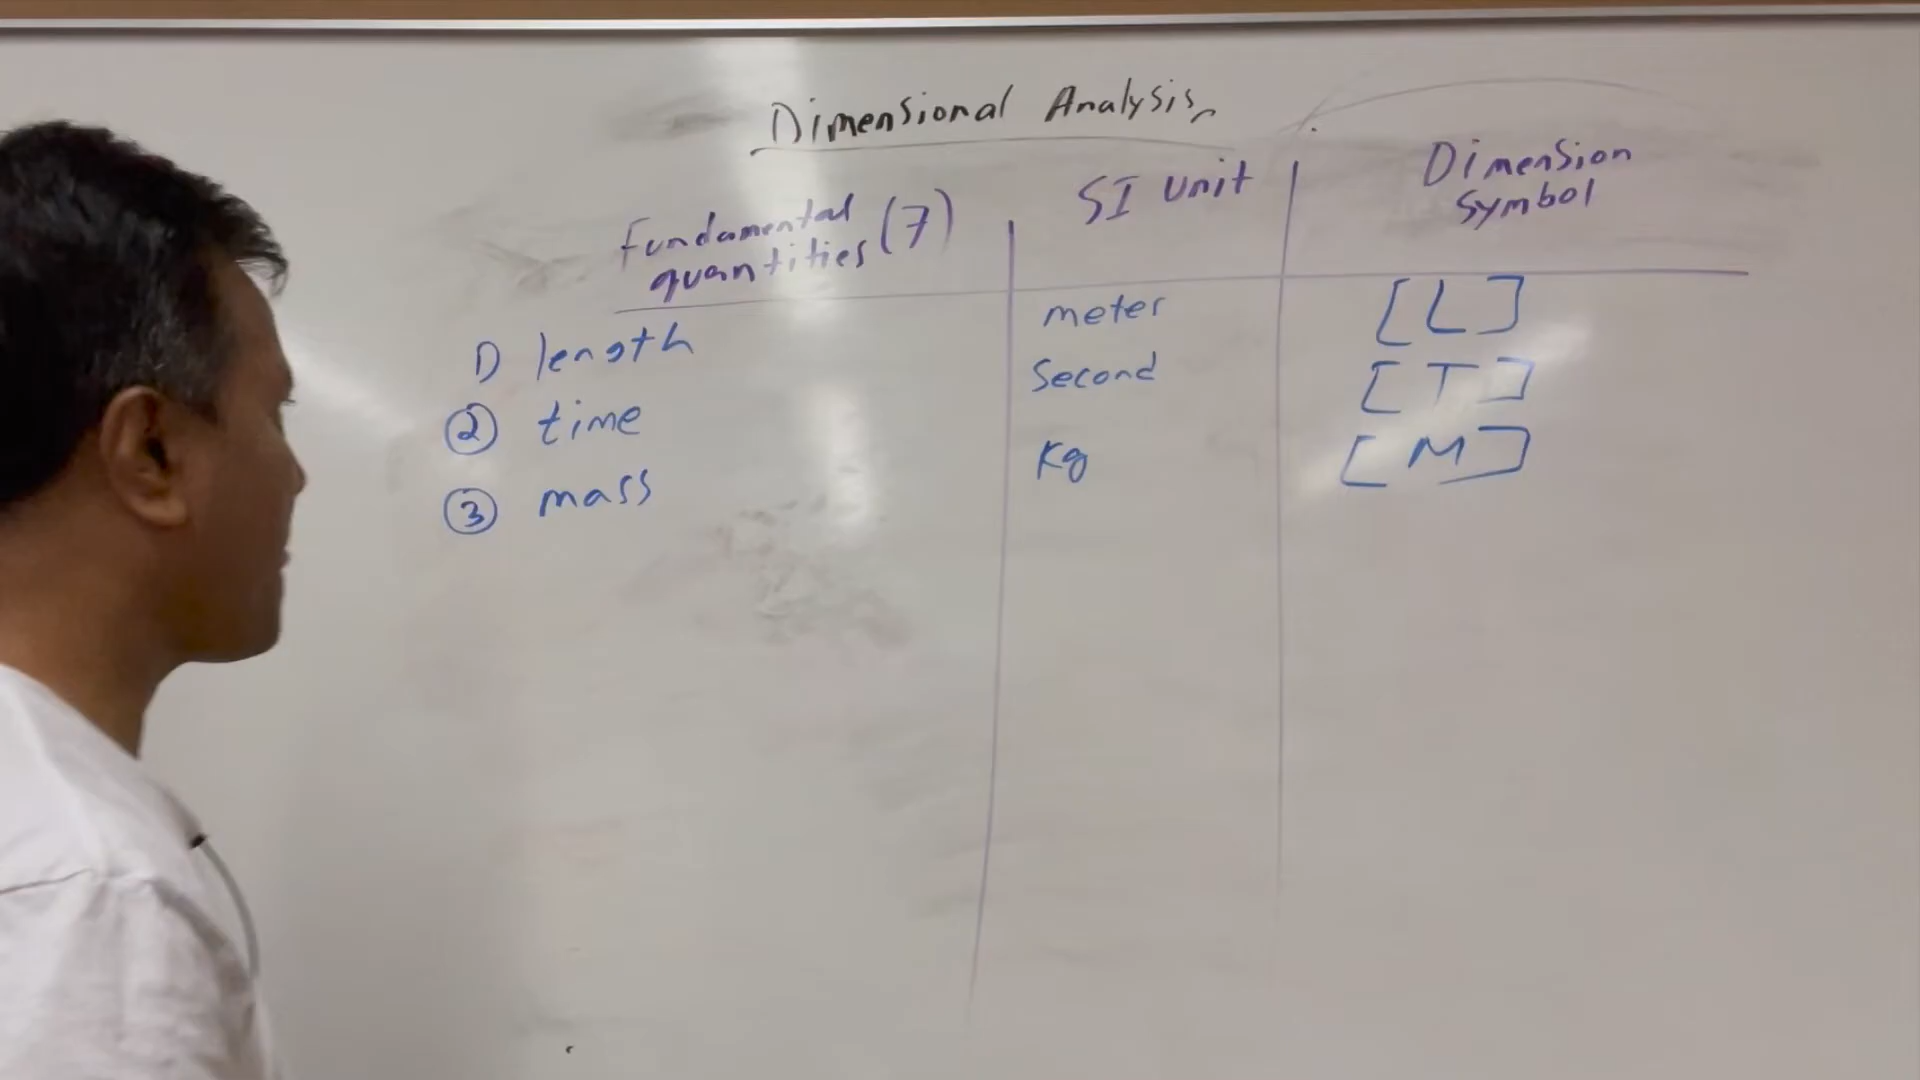 Dimensional Analysis
Fundamental quantities (7) | SI Unit | Dimension Symbol
1) length meter [L]
② time Second [T]
③ mass Kg [M]